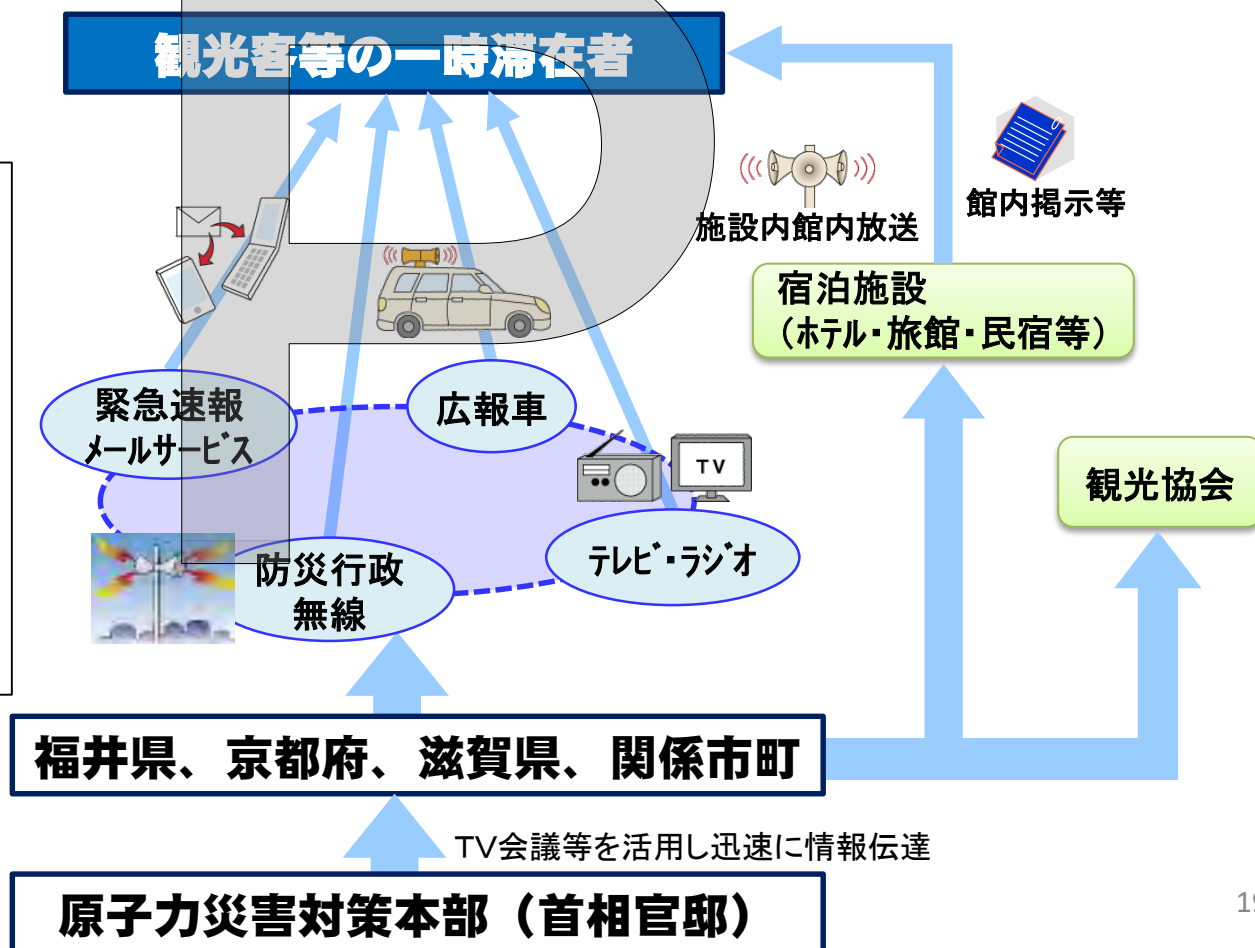 観光客等の一時滞在者
館内掲示等
施設内館内放送
宿泊施設
（ホテル・旅館・民宿等）
緊急速報
メールサービス
広報車
TV
観光協会
テレビ・ラジオ
防災行政
無線
福井県、京都府、滋賀県、関係市町
TV会議等を活用し迅速に情報伝達
原子力災害対策本部（首相官邸）